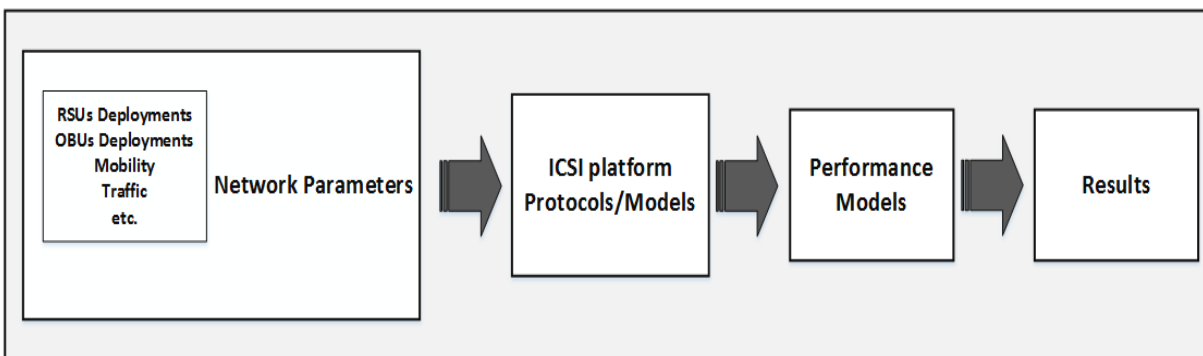 RSUs Deployments
OBUs Deployments
Mobility
Traffic
etc.
Network Parameters
ICSI platform
Protocols/Models
Performance
Models
Results